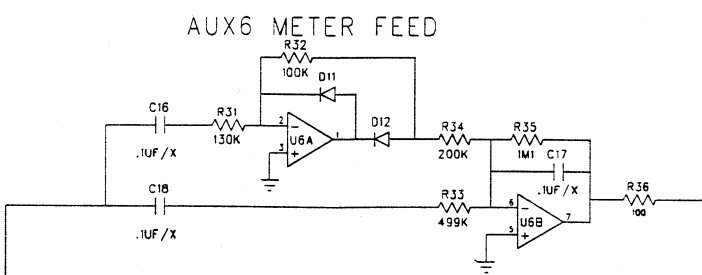 AUX6 METER FEED
R32
100K
D11
C16
.1UF/X
R31
130K
2
-
3
+
U6A
1
D12
R34
200K
R35
1M1
C17
.1UF/X
C18
.1UF/X
R33
499K
6
-
5
+
U6B
7
R36
100